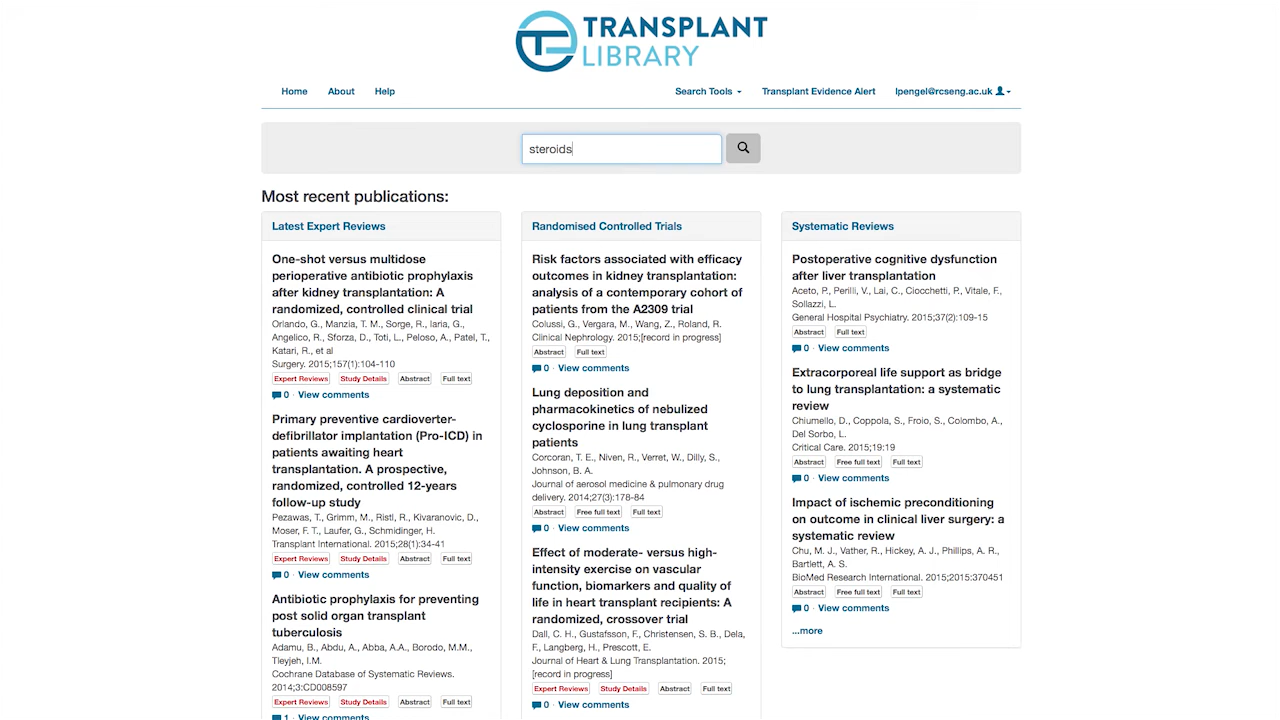 TRANSPLANT
LIBRARY
Home About Help Search Tools Transplant Evidence Alert lpengel@rcseng.ac.uk
steroids
Most recent publications:
Latest Expert Reviews
One-shot versus multidose
perioperative antibiotic prophylaxis
after kidney transplantation: A
randomized, controlled clinical trial
Orlando, G., Manzia, T. M., Sorge, R., Iaria, G.,
Angelico, R., Sforza, D., Toti, L., Peloso, A., Patel, T.,
Katari, R., et al
Surgery. 2015;157(1):104-110
Expert Reviews Study Details Abstract Full text
0 · View comments
Primary preventive cardioverter-
defibrillator implantation (Pro-ICD) in
patients awaiting heart
transplantation. A prospective,
randomized, controlled 12-years
follow-up study
Pezawas, T., Grimm, M., Ristl, R., Kivaranovic, D.,
Moser, F. T., Laufer, G., Schmidinger, H.
Transplant International. 2015;28(1):34-41
Expert Reviews Study Details Abstract Full text
0 · View comments
Antibiotic prophylaxis for preventing
post solid organ transplant
tuberculosis
Adamu, B., Abdu, A., Abba, A.A., Borodo, M.M.,
Tleyjeh, I.M.
Cochrane Database of Systematic Reviews.
2014;3:CD008597
Expert Reviews Study Details Abstract Full text
1 · View comments
Randomised Controlled Trials
Risk factors associated with efficacy
outcomes in kidney transplantation:
analysis of a contemporary cohort of
patients from the A2309 trial
Colussi, G., Vergara, M., Wang, Z., Roland, R.
Clinical Nephrology. 2015;[record in progress]
Abstract Full text
0 · View comments
Lung deposition and
pharmacokinetics of nebulized
cyclosporine in lung transplant
patients
Corcoran, T. E., Niven, R., Verret, W., Dilly, S.,
Johnson, B. A.
Journal of aerosol medicine & pulmonary drug
delivery. 2014;27(3):178-84
Abstract Free full text Full text
0 · View comments
Effect of moderate- versus high-
intensity exercise on vascular
function, biomarkers and quality of
life in heart transplant recipients: A
randomized, crossover trial
Dall, C. H., Gustafsson, F., Christensen, S. B., Dela,
F., Langberg, H., Prescott, E.
Journal of Heart & Lung Transplantation. 2015;
[record in progress]
Expert Reviews Study Details Abstract Full text
0 · View comments
Systematic Reviews
Postoperative cognitive dysfunction
after liver transplantation
Aceto, P., Perilli, V., Lai, C., Ciocchetti, P., Vitale, F.,
Sollazzi, L.
General Hospital Psychiatry. 2015;37(2):109-15
Abstract Full text
0 · View comments
Extracorporeal life support as bridge
to lung transplantation: a systematic
review
Chiumello, D., Coppola, S., Froio, S., Colombo, A.,
Del Sorbo, L.
Critical Care. 2015;19:19
Abstract Free full text Full text
0 · View comments
Impact of ischemic preconditioning
on outcome in clinical liver surgery: a
systematic review
Chu, M. J., Vather, R., Hickey, A. J., Phillips, A. R.,
Bartlett, A. S.
BioMed Research International. 2015;2015:370451
Abstract Free full text Full text
0 · View comments
...more